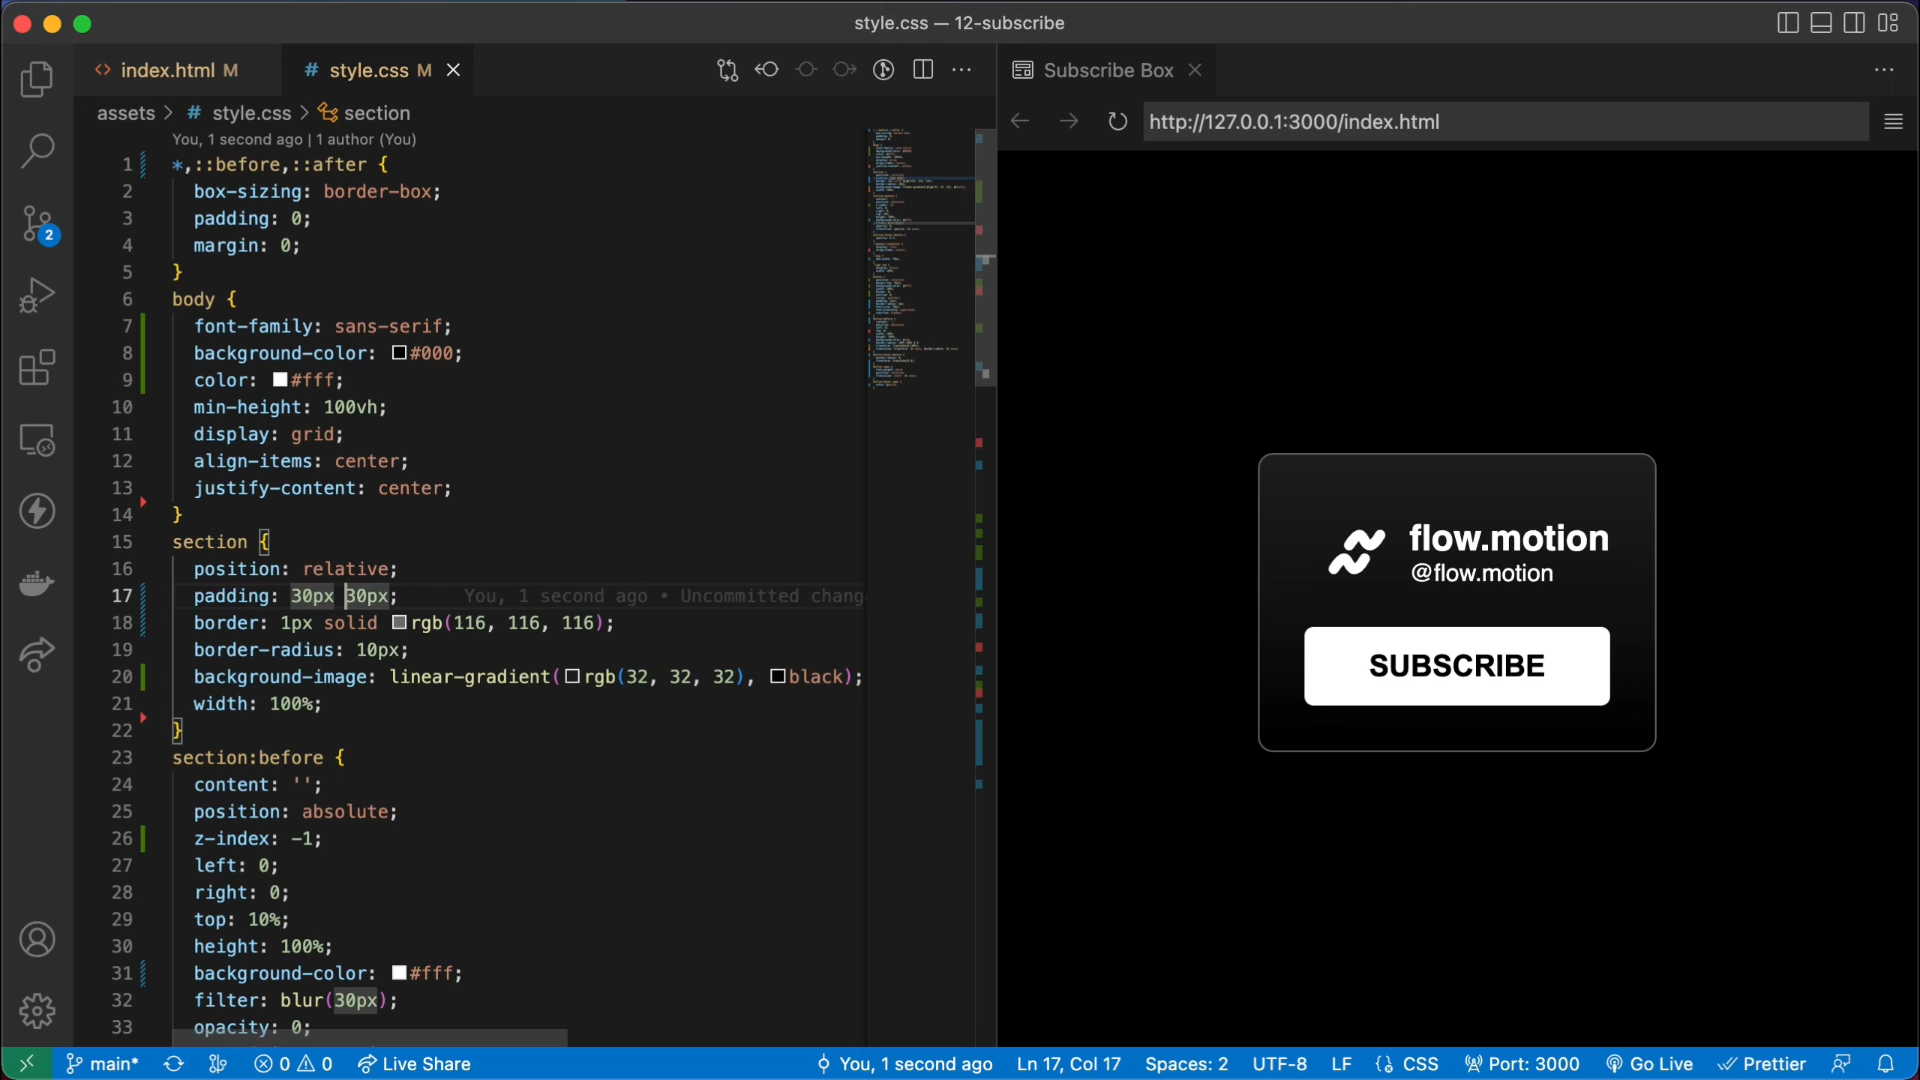 style.css — 12-subscribe
index.html M
# style.css M
Subscribe Box
assets > # style.css > section
http://127.0.0.1:3000/index.html
You, 1 second ago | 1 author (You)
1 *,::before,::after {
2 box-sizing: border-box;
3 padding: 0;
4 margin: 0;
5 }
6 body {
7 font-family: sans-serif;
8 background-color: #000;
9 color: #fff;
10 min-height: 100vh;
11 display: grid;
12 align-items: center;
13 justify-content: center;
14 }
15 section {
16 position: relative;
17 padding: 30px 30px; You, 1 second ago • Uncommitted chang
18 border: 1px solid rgb(116, 116, 116);
19 border-radius: 10px;
20 background-image: linear-gradient(rgb(32, 32, 32), black);
21 width: 100%;
22 }
23 section:before {
24 content: '';
25 position: absolute;
26 z-index: -1;
27 left: 0;
28 right: 0;
29 top: 10%;
30 height: 100%;
31 background-color: #fff;
32 filter: blur(30px);
33 opacity: 0;
flow.motion
@flow.motion
SUBSCRIBE
2
main* 0 0 Live Share You, 1 second ago Ln 17, Col 17 Spaces: 2 UTF-8 LF {} CSS Port: 3000 Go Live Prettier